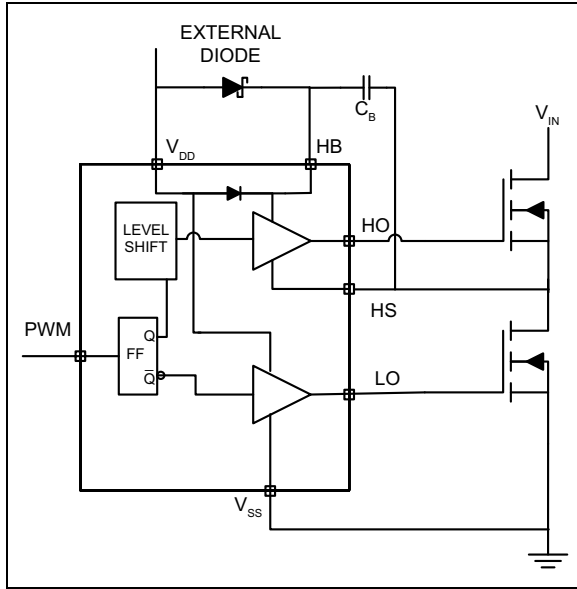 EXTERNAL
DIODE
C_B
V_IN
V_DD
HB
LEVEL
SHIFT
HO
HS
PWM
Q
FF
Q̅
LO
V_SS